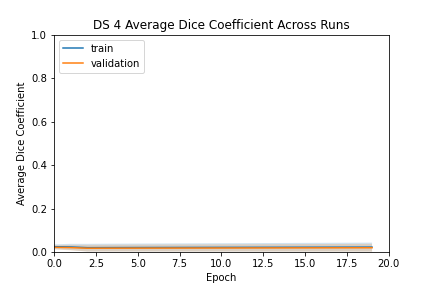 DS 4 Average Dice Coefficient Across Runs
train
validation
Average Dice Coefficient
1.0
0.8
0.6
0.4
0.2
0.0
0.0 2.5 5.0 7.5 10.0 12.5 15.0 17.5 20.0
Epoch